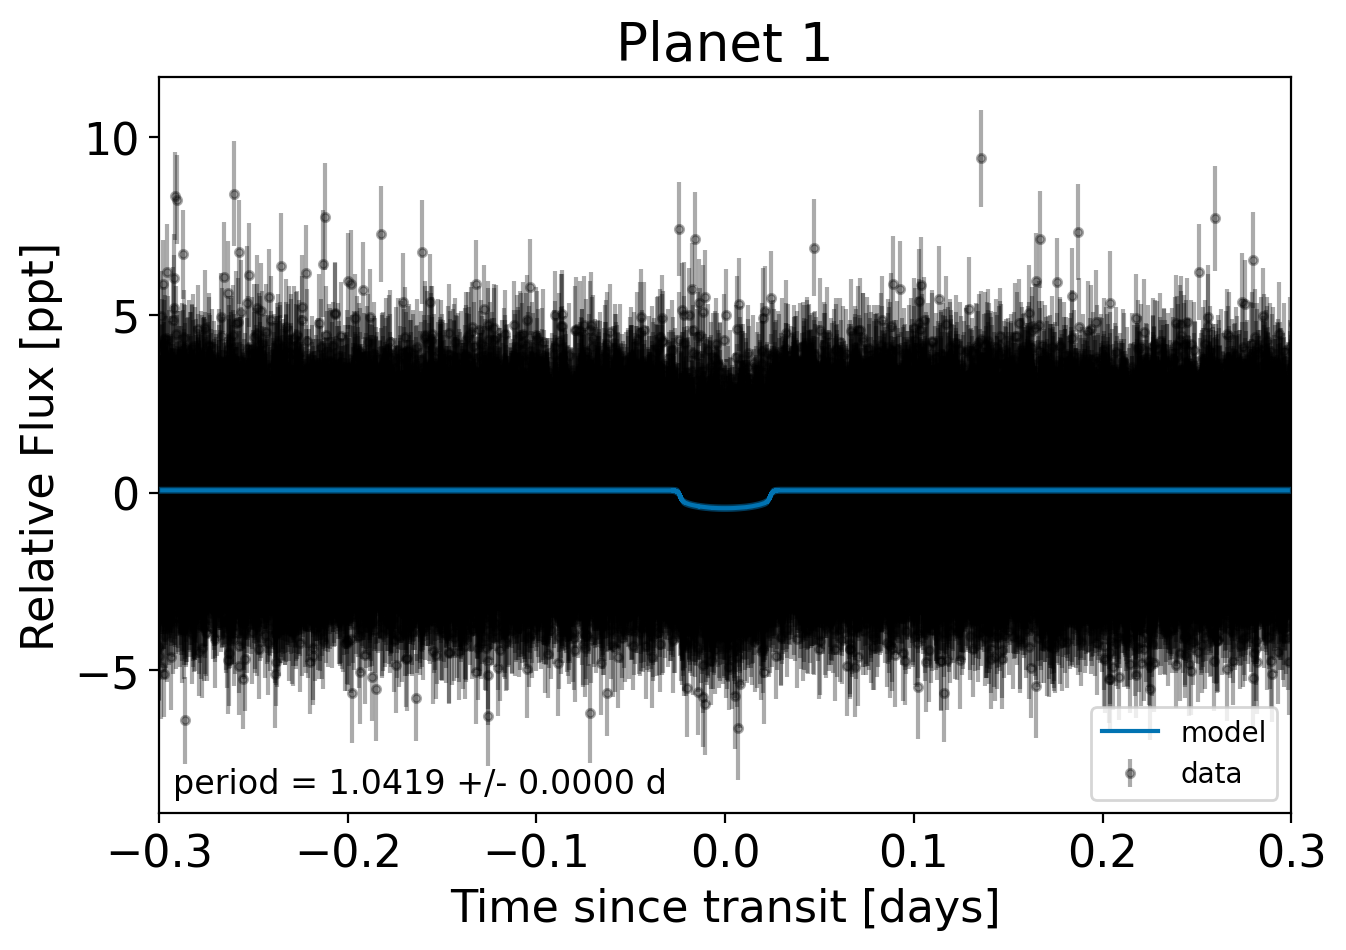 Planet 1
Relative Flux [ppt]
10
5
0
−5
period = 1.0419 +/- 0.0000 d
model
data
−0.3
−0.2
−0.1
0.0
0.1
0.2
0.3
Time since transit [days]